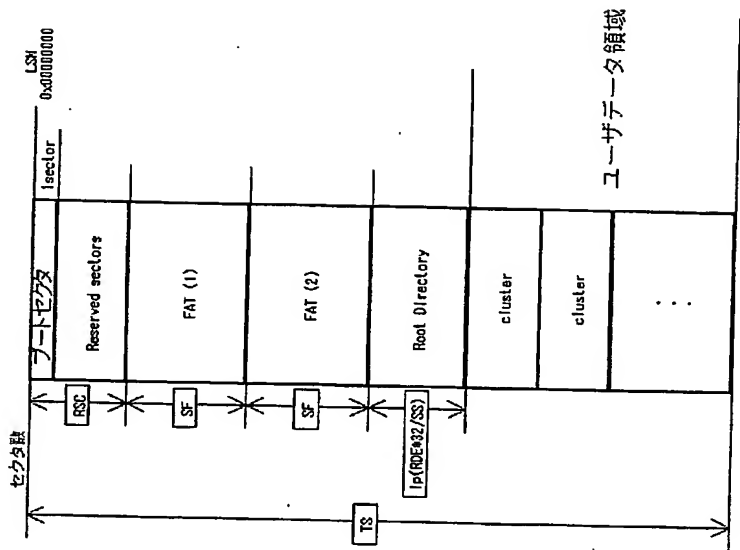 セクタ数
LSN
0x00000000
ブートセクタ
1sector
RSC
Reserved sectors
SF
FAT (1)
SF
FAT (2)
Ip(RDE*32/SS)
Root Directory
TS
cluster
cluster
...
ユーザデータ領域